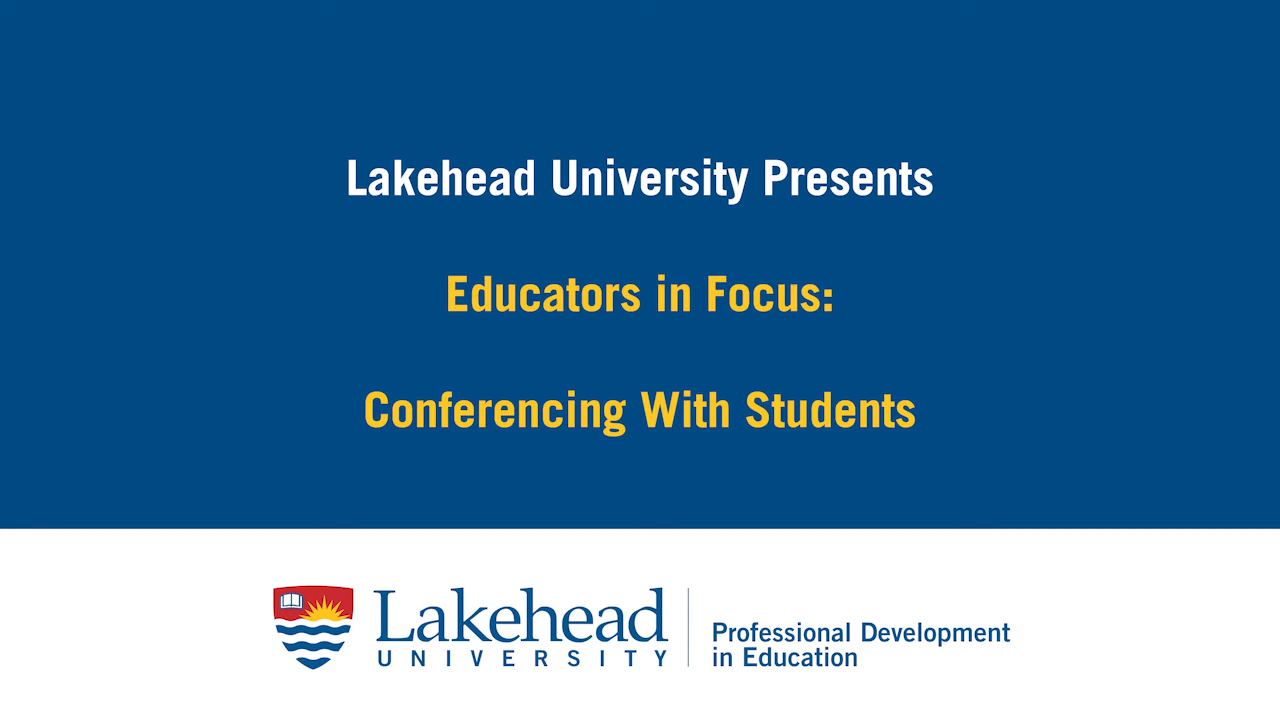 Lakehead University Presents
Educators in Focus:
Conferencing With Students
Lakehead
UNIVERSITY
Professional Development
in Education